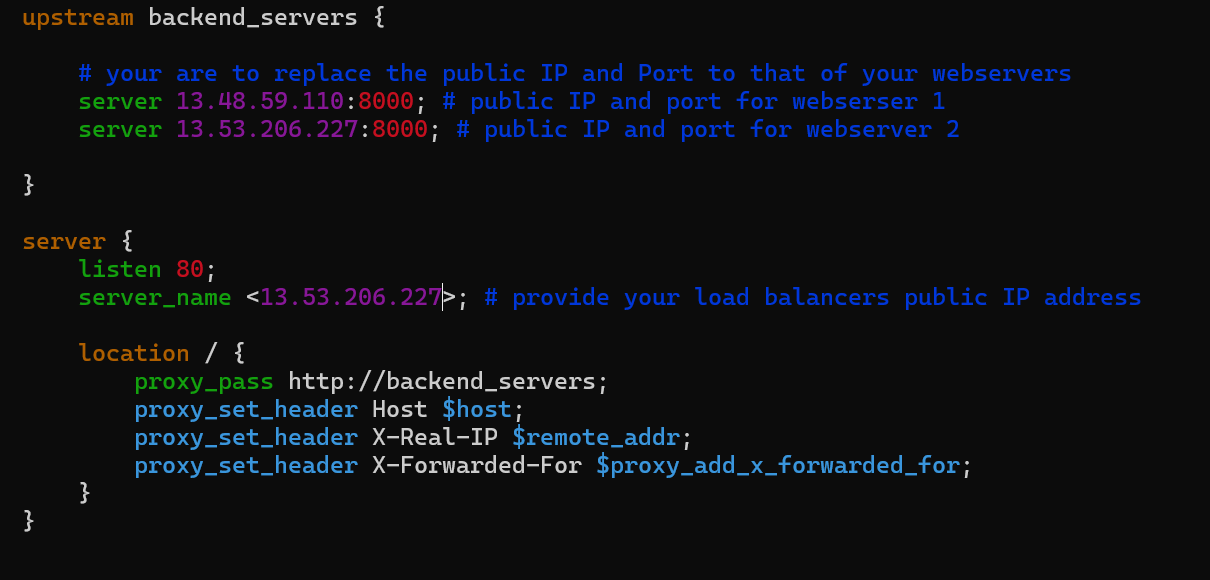 upstream backend_servers {
# your are to replace the public IP and Port to that of your webservers
server 13.48.59.110:8000; # public IP and port for webserser 1
server 13.53.206.227:8000; # public IP and port for webserver 2
}
server {
listen 80;
server_name <13.53.206.227>; # provide your load balancers public IP address
location / {
proxy_pass http://backend_servers;
proxy_set_header Host $host;
proxy_set_header X-Real-IP $remote_addr;
proxy_set_header X-Forwarded-For $proxy_add_x_forwarded_for;
}
}